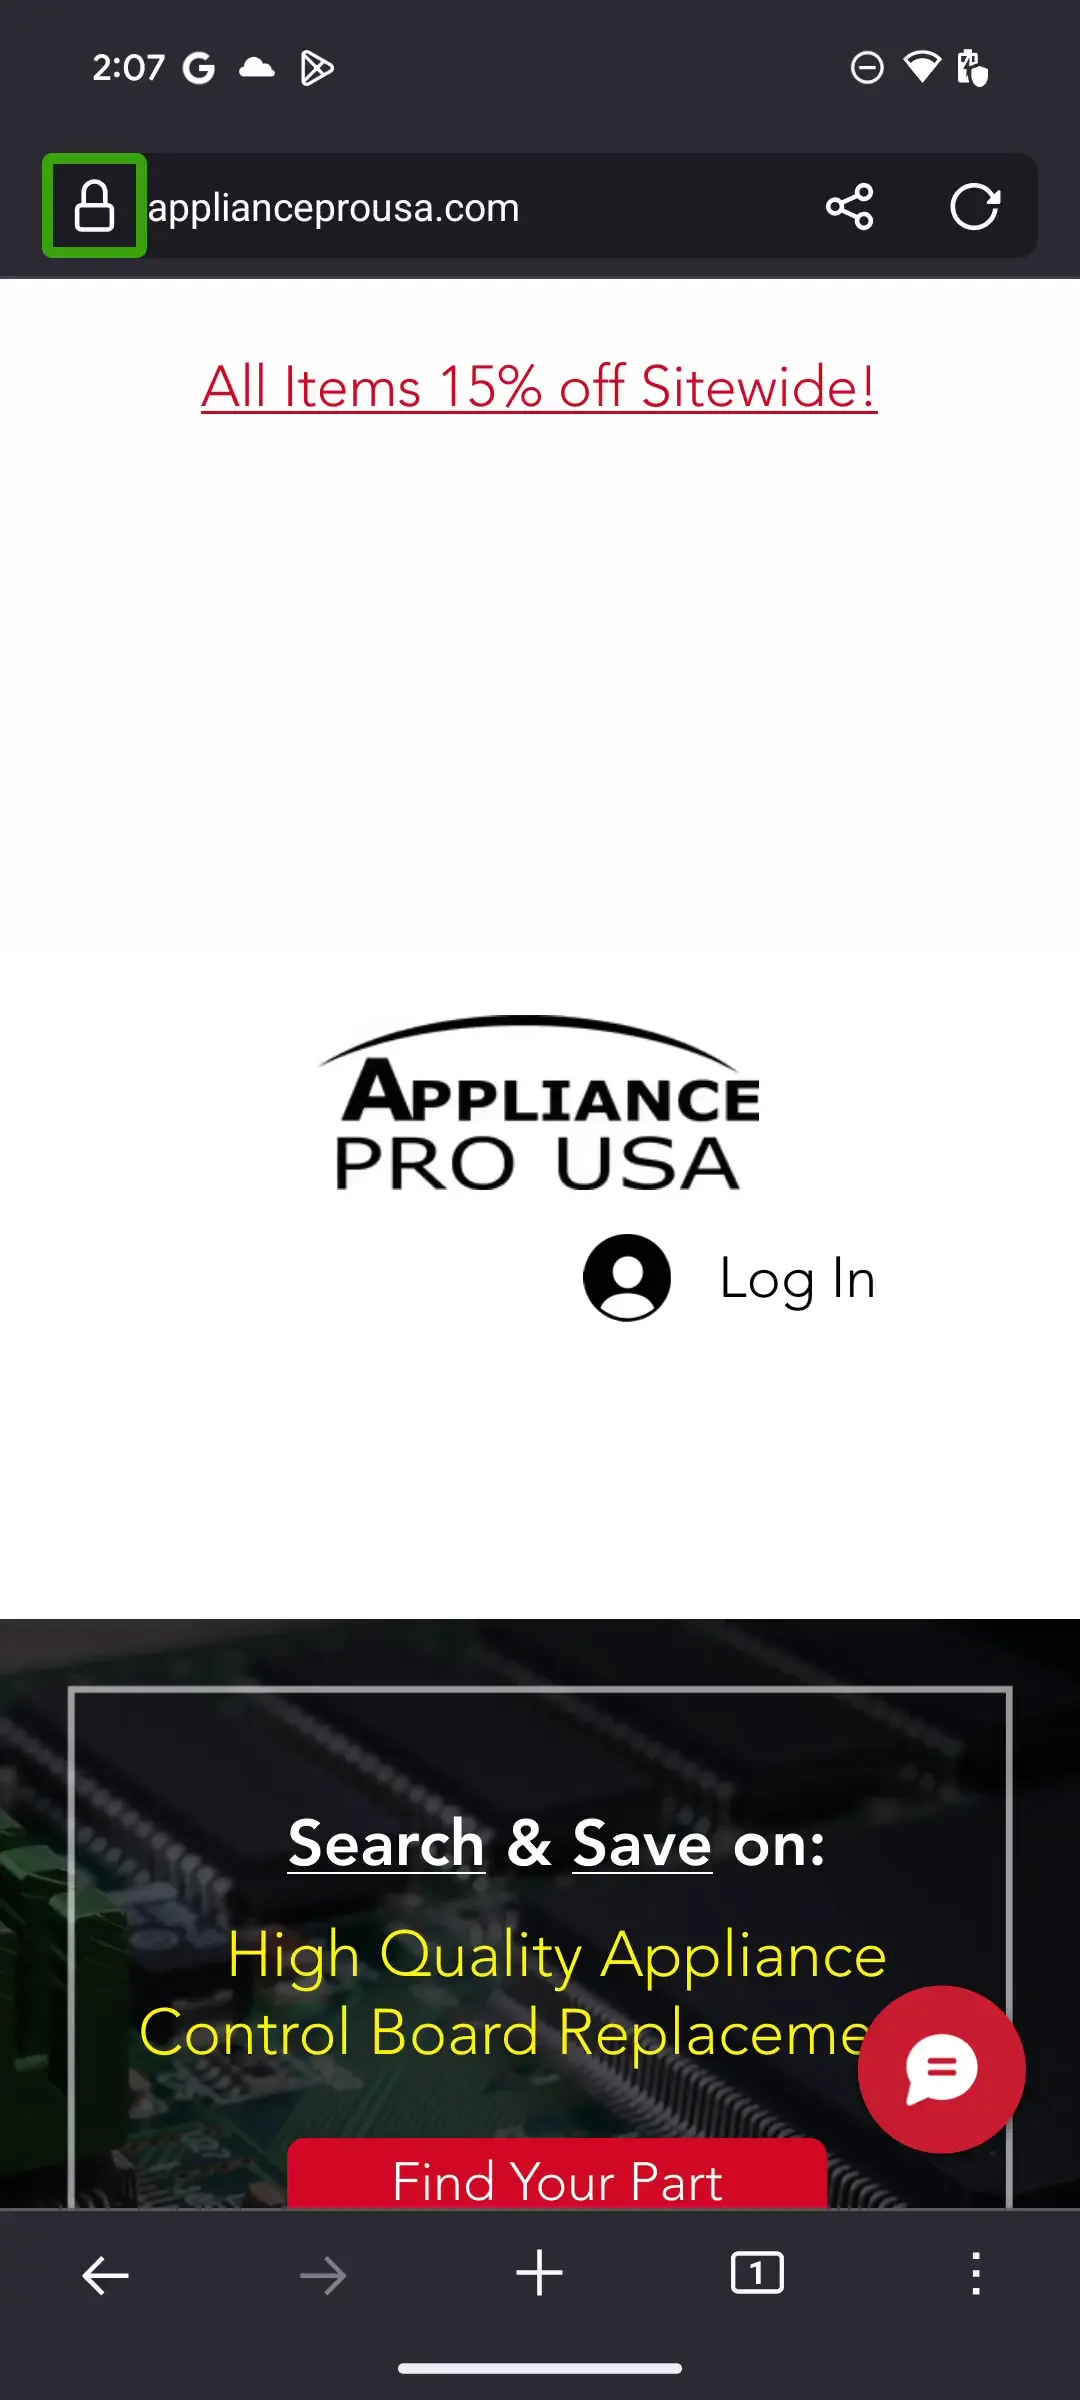 2:07
applianceprousa.com
All Items 15% off Sitewide!
APPLIANCE
PRO USA
Log In
Search & Save on:
High Quality Appliance
Control Board Replaceme
Find Your Part
1